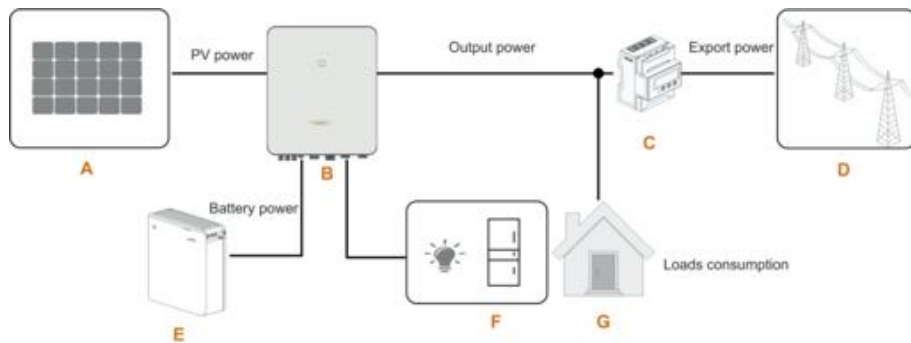 PV power
Output power
Export power
A
B
C
D
Battery power
Loads consumption
E
F
G